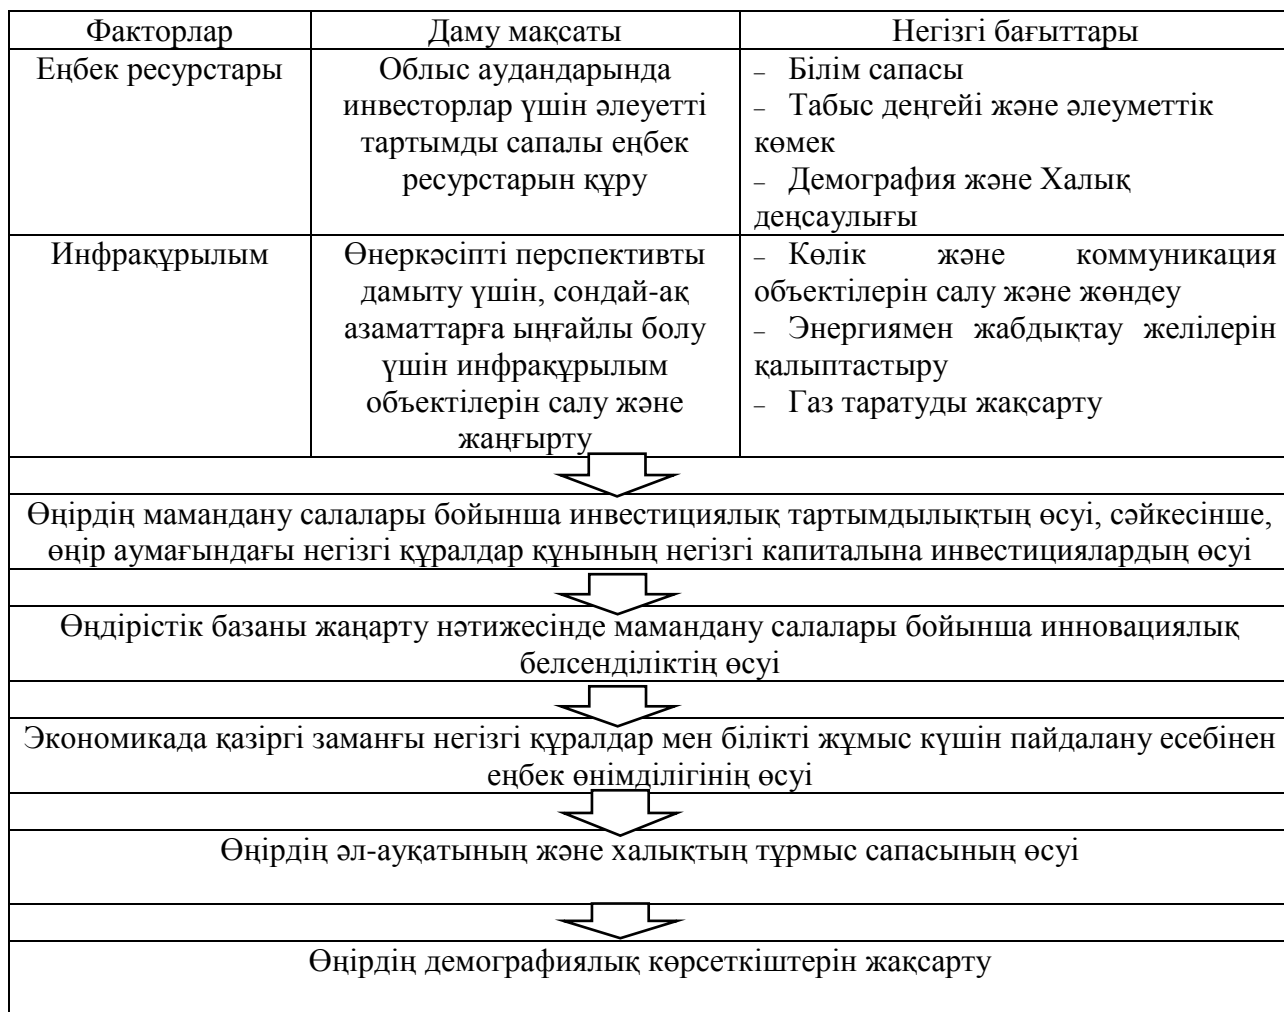 Факторлар
Даму мақсаты
Негізгі бағыттары
Еңбек ресурстары
Облыс аудандарында
инвесторлар үшін әлеуетті
тартымды сапалы еңбек
ресурстарын құру
– Білім сапасы
– Табыс деңгейі және әлеуметтік
көмек
– Демография және Халық
деңсаулығы
Инфрақұрылым
Өнеркәсіпті перспективты
дамыту үшін, сондай-ақ
азаматтарға ыңғайлы болу
үшін инфрақұрылым
объектілерін салу және
жаңғырту
– Көлік және коммуникация
объектілерін салу және жөндеу
– Энергиямен жабдықтау желілерін
қалыптастыру
– Газ таратуды жақсарту
Өңірдің мамандану салалары бойынша инвестициялық тартымдылықтың өсуі, сәйкесінше,
өңір аумағындағы негізгі құралдар құнының негізгі капиталына инвестициялардың өсуі
Өңдірістік базаны жаңарту нәтижесінде мамандану салалары бойынша инновациялық
белсенділіктің өсуі
Экономикада қазіргі заманғы негізгі құралдар мен білікті жұмыс күшін пайдалану есебінен
еңбек өнімділігінің өсуі
Өңірдің әл-ауқатының және халықтың тұрмыс сапасының өсуі
Өңірдің демографиялық көрсеткіштерін жақсарту